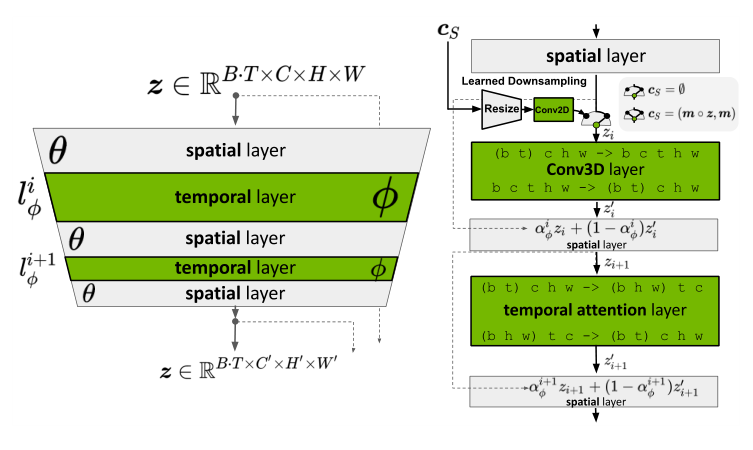 z ∈ ℝ^{B·T×C×H×W}
θ spatial layer
l_ϕ^i temporal layer ϕ
θ spatial layer
l_ϕ^{i+1} temporal layer ϕ
θ spatial layer
z ∈ ℝ^{B·T×C′×H′×W′}
c_S
spatial layer
Learned Downsampling
Resize
Conv2D
c_S = ∅
c_S = (m ∘ z, m)
z_i
(b t) c h w -> b c t h w
Conv3D layer
b c t h w -> (b t) c h w
z′_i
α_ϕ^i z_i + (1 − α_ϕ^i) z′_i
spatial layer
z_{i+1}
(b t) c h w -> (b h w) t c
temporal attention layer
(b h w) t c -> (b t) c h w
z′_{i+1}
α_ϕ^{i+1} z_{i+1} + (1 − α_ϕ^{i+1}) z′_{i+1}
spatial layer